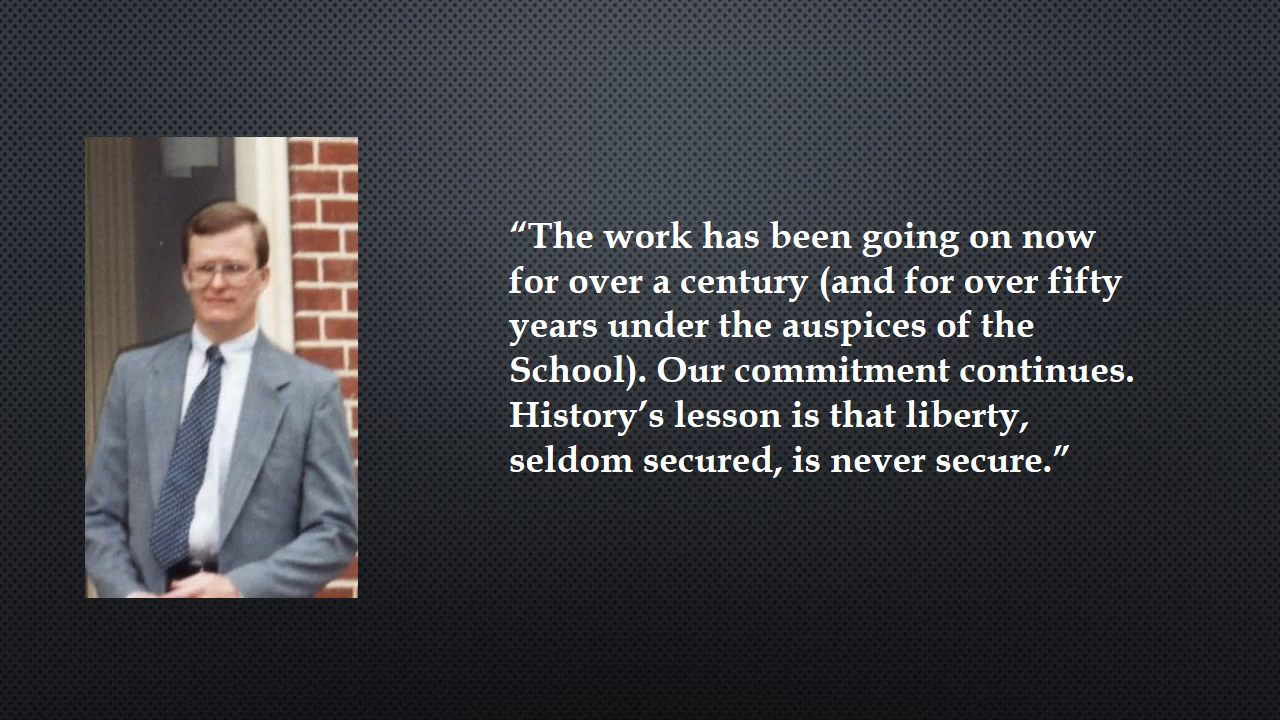 “The work has been going on now
for over a century (and for over fifty
years under the auspices of the
School). Our commitment continues.
History’s lesson is that liberty,
seldom secured, is never secure.”